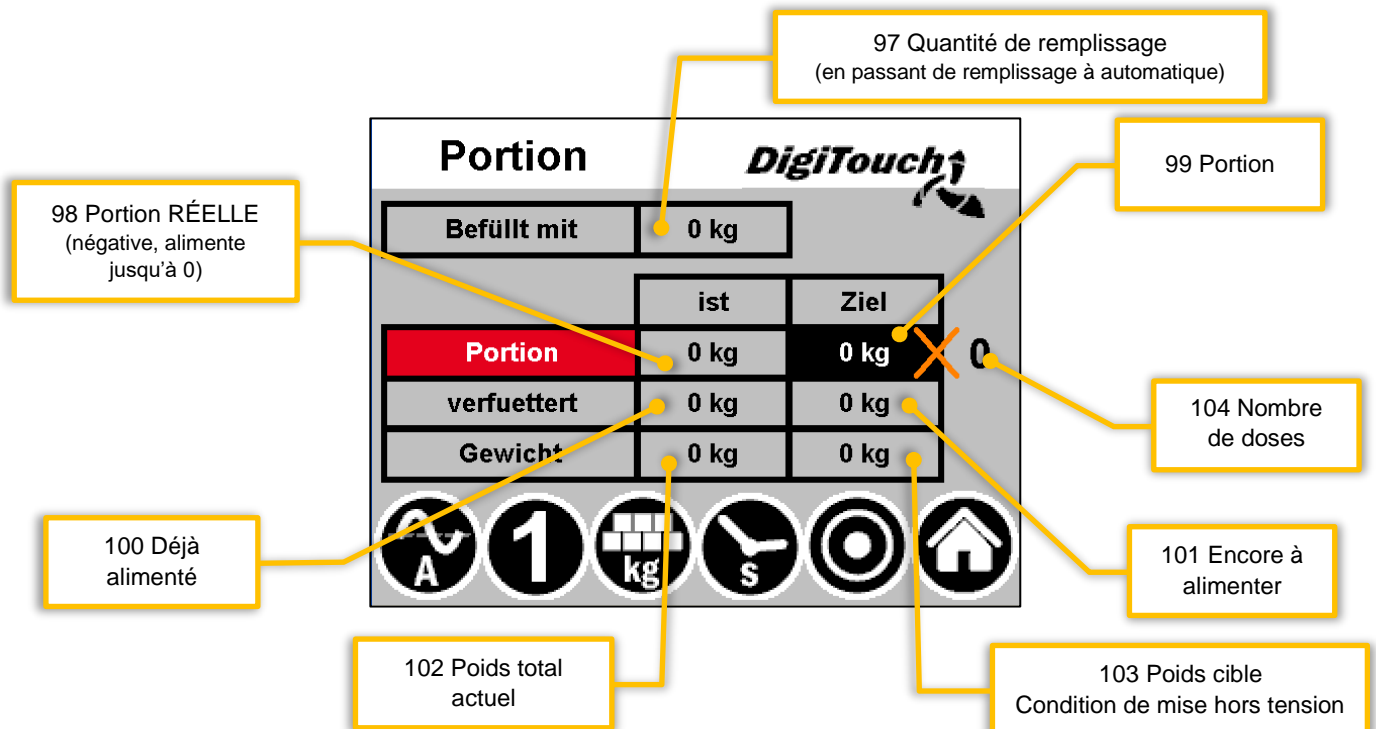 97 Quantité de remplissage
(en passant de remplissage à automatique)
Portion
DigiTouch
99 Portion
98 Portion RÉELLE
(négative, alimente
jusqu'à 0)
Befüllt mit 0 kg
ist Ziel
Portion 0 kg 0 kg 0
verfuettert 0 kg 0 kg
Gewicht 0 kg 0 kg
104 Nombre
de doses
A 1 kg s
100 Déjà
alimenté
101 Encore à
alimenter
102 Poids total
actuel
103 Poids cible
Condition de mise hors tension